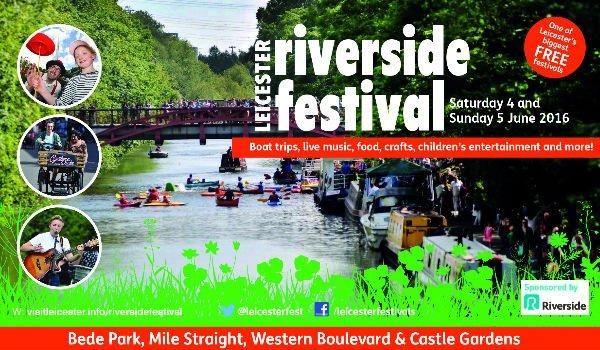 LEICESTER
riverside
festival
One of
Leicester's
biggest
FREE
festivals
Saturday 4 and
Sunday 5 June 2016
Boat trips, live music, food, crafts, children's entertainment and more!
W: visitleicester.info/riversidefestival
@leicesterfest
/leicesterfestivals
Sponsored by
Riverside
Bede Park, Mile Straight, Western Boulevard & Castle Gardens